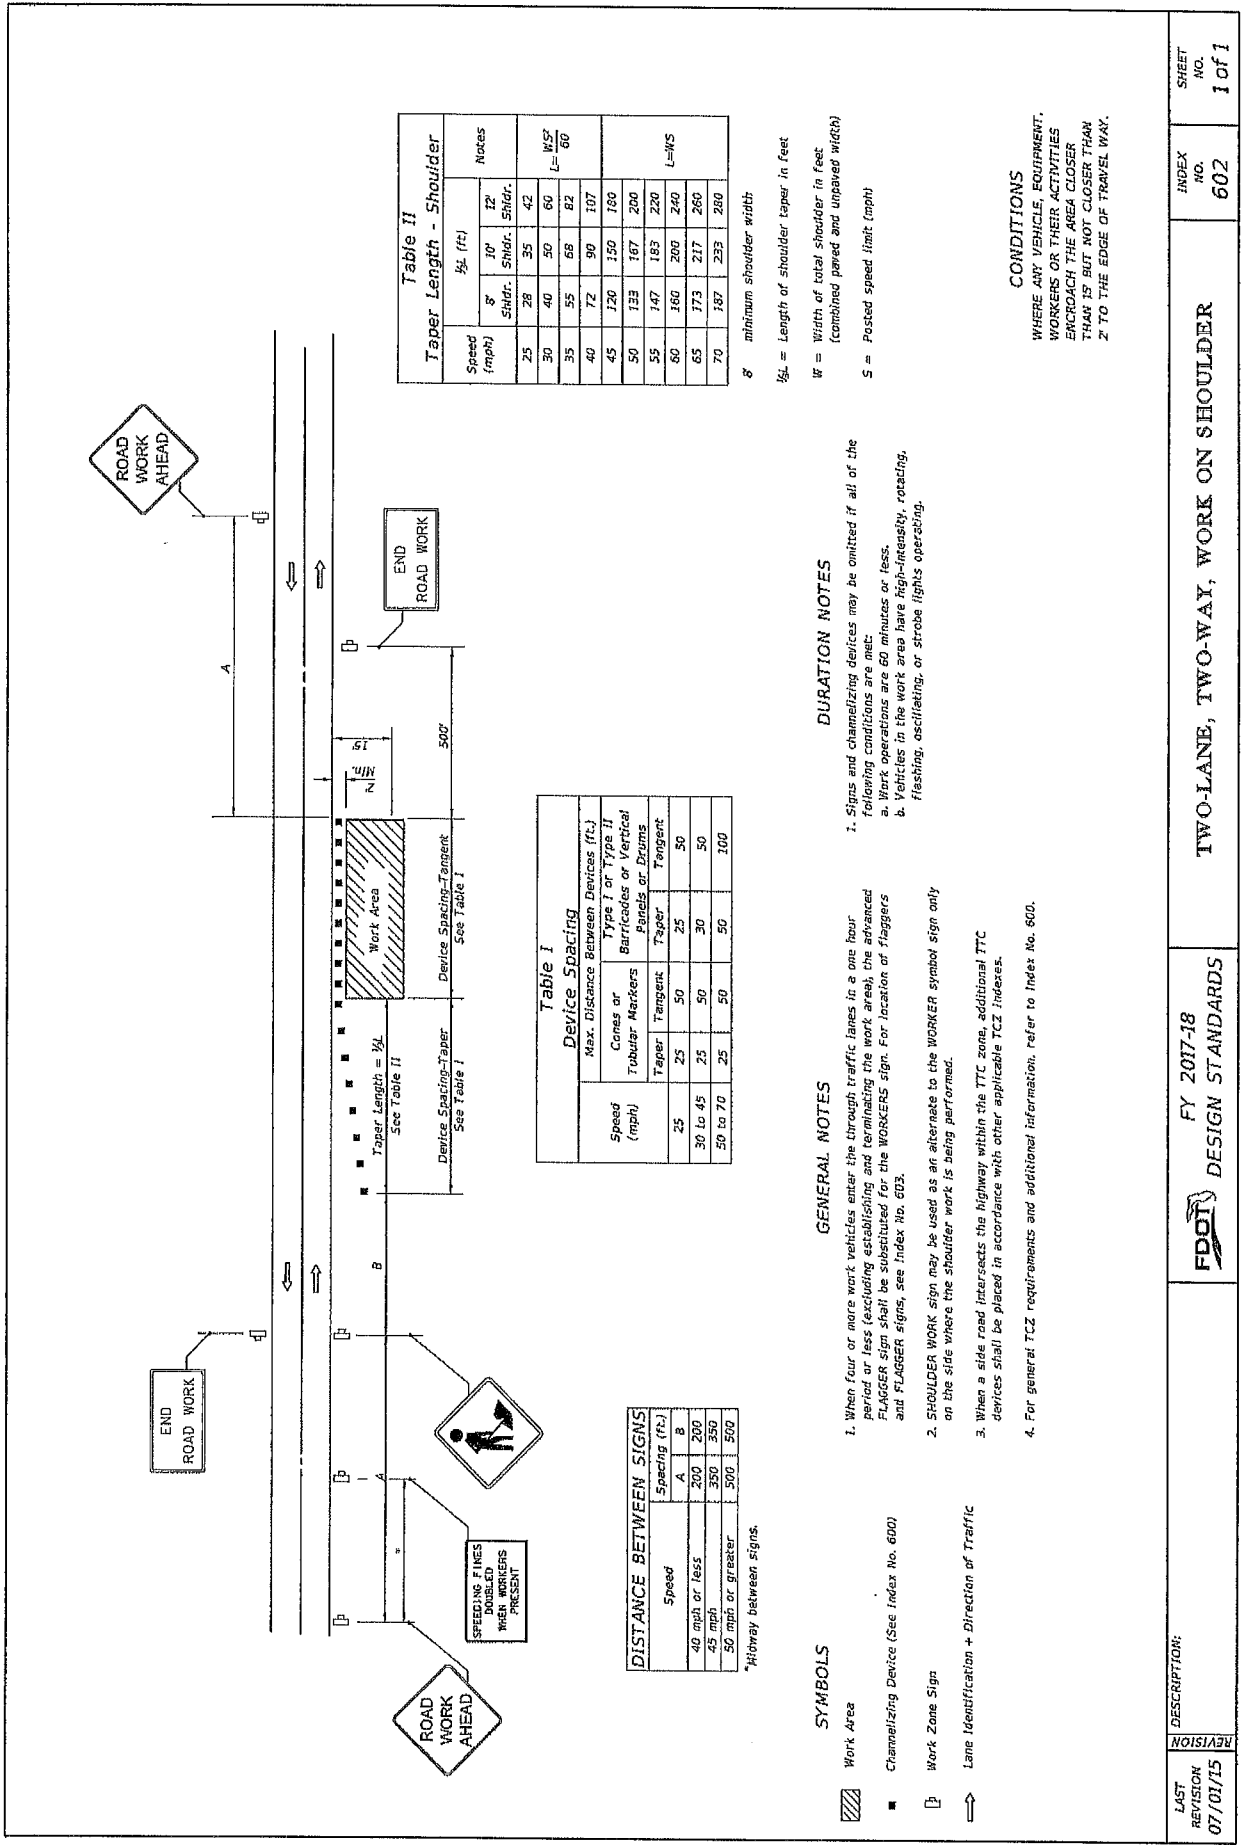 ROAD
WORK
AHEAD
END
ROAD WORK
A
END
ROAD WORK
2'
Min.
15'
Work Area
500'
Device Spacing-Tangent
See Table I
Taper Length = ⅓L
See Table II
Device Spacing-Taper
See Table I
B
A
*
SPEEDING FINES
DOUBLED
WHEN WORKERS
PRESENT
ROAD
WORK
AHEAD
DISTANCE BETWEEN SIGNS
Speed Spacing (ft.)
A B
40 mph or less 200 200
45 mph 350 350
50 mph or greater 500 500
*Midway between signs.
Table I
Device Spacing
Speed (mph) Max. Distance Between Devices (ft.)
Cones or Tubular Markers Type I or Type II Barricades or Vertical Panels or Drums
Taper Tangent Taper Tangent
25 25 50 25 50
30 to 45 25 50 30 50
50 to 70 25 50 50 100
Table II
Taper Length - Shoulder
Speed (mph) ⅓L (ft) Notes
8' Shldr. 10' Shldr. 12' Shldr.
25 28 35 42
30 40 50 60
35 55 68 82
40 72 90 107
L= WS²/60
45 120 150 180
50 133 167 200
55 147 183 220
60 160 200 240
65 173 217 260
70 187 233 280
L=WS
8' minimum shoulder width
⅓L = Length of shoulder taper in feet
W = Width of total shoulder in feet
(combined paved and unpaved width)
S = Posted speed limit (mph)
SYMBOLS
Work Area
Channelizing Device (See Index No. 600)
Work Zone Sign
Lane Identification + Direction of Traffic
GENERAL NOTES
1. When four or more work vehicles enter the through traffic lanes in a one hour
period or less (excluding establishing and terminating the work area), the advanced
FLAGGER sign shall be substituted for the WORKERS sign. For location of flaggers
and FLAGGER signs, see Index No. 603.
2. SHOULDER WORK sign may be used as an alternate to the WORKER symbol sign only
on the side where the shoulder work is being performed.
3. When a side road intersects the highway within the TTC zone, additional TTC
devices shall be placed in accordance with other applicable TCZ Indexes.
4. For general TCZ requirements and additional information, refer to Index No. 600.
DURATION NOTES
1. Signs and channelizing devices may be omitted if all of the
following conditions are met:
a. Work operations are 60 minutes or less.
b. Vehicles in the work area have high-intensity, rotating,
flashing, oscillating, or strobe lights operating.
CONDITIONS
WHERE ANY VEHICLE, EQUIPMENT,
WORKERS OR THEIR ACTIVITIES
ENCROACH THE AREA CLOSER
THAN 15' BUT NOT CLOSER THAN
2' TO THE EDGE OF TRAVEL WAY.
LAST
REVISION
07/01/15
REVISION
DESCRIPTION:
FDOT
FY 2017-18
DESIGN STANDARDS
TWO-LANE, TWO-WAY, WORK ON SHOULDER
INDEX
NO.
602
SHEET
NO.
1 of 1